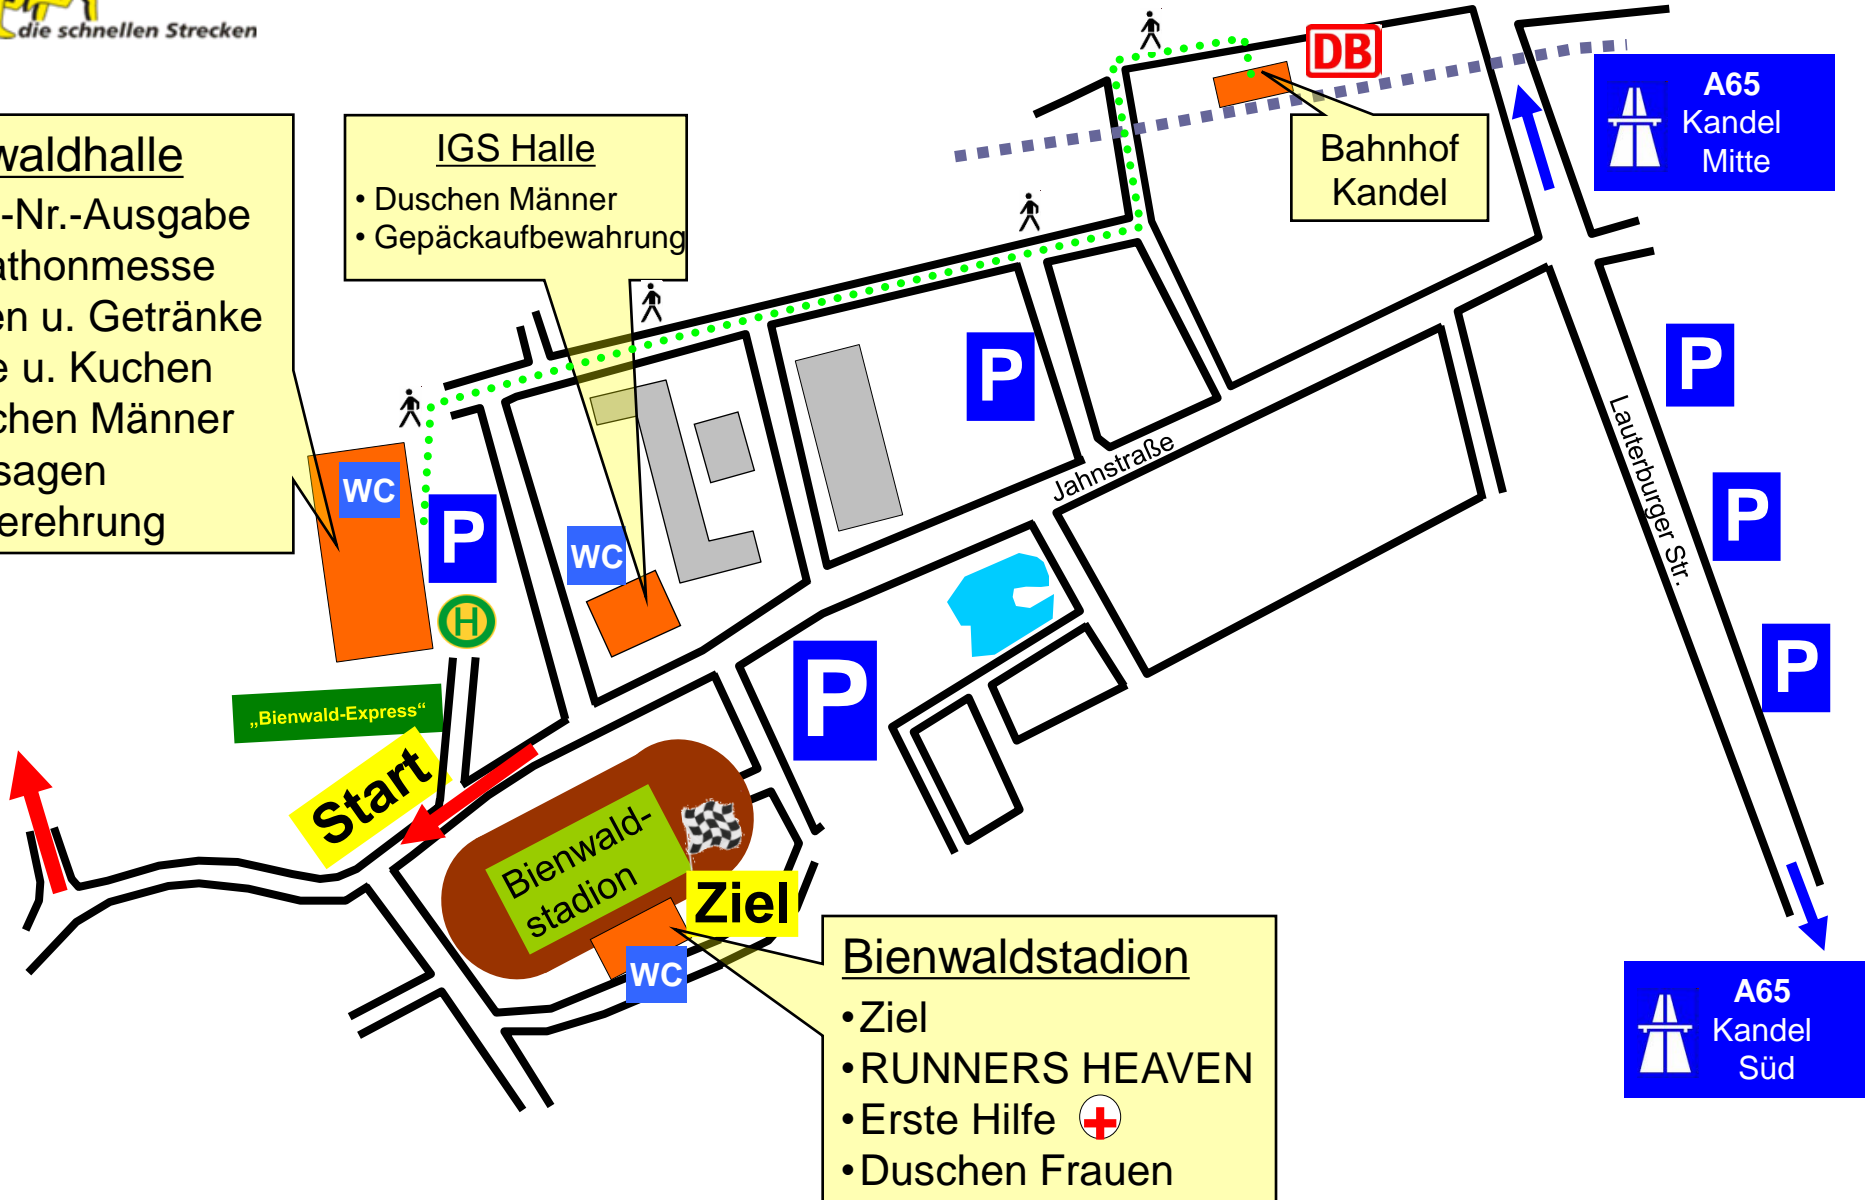 die schnellen Strecken
waldhalle
-Nr.-Ausgabe
athonmesse
en u. Getränke
e u. Kuchen
chen Männer
sagen
erehrung
IGS Halle
• Duschen Männer
• Gepäckaufbewahrung
DB
Bahnhof
Kandel
A65
Kandel
Mitte
P
P
P
P
P
P
WC
WC
H
Jahnstraße
Lauterburger Str.
„Bienwald-Express“
Start
Bienwald-
stadion
Ziel
WC
Bienwaldstadion
•Ziel
•RUNNERS HEAVEN
•Erste Hilfe
•Duschen Frauen
A65
Kandel
Süd